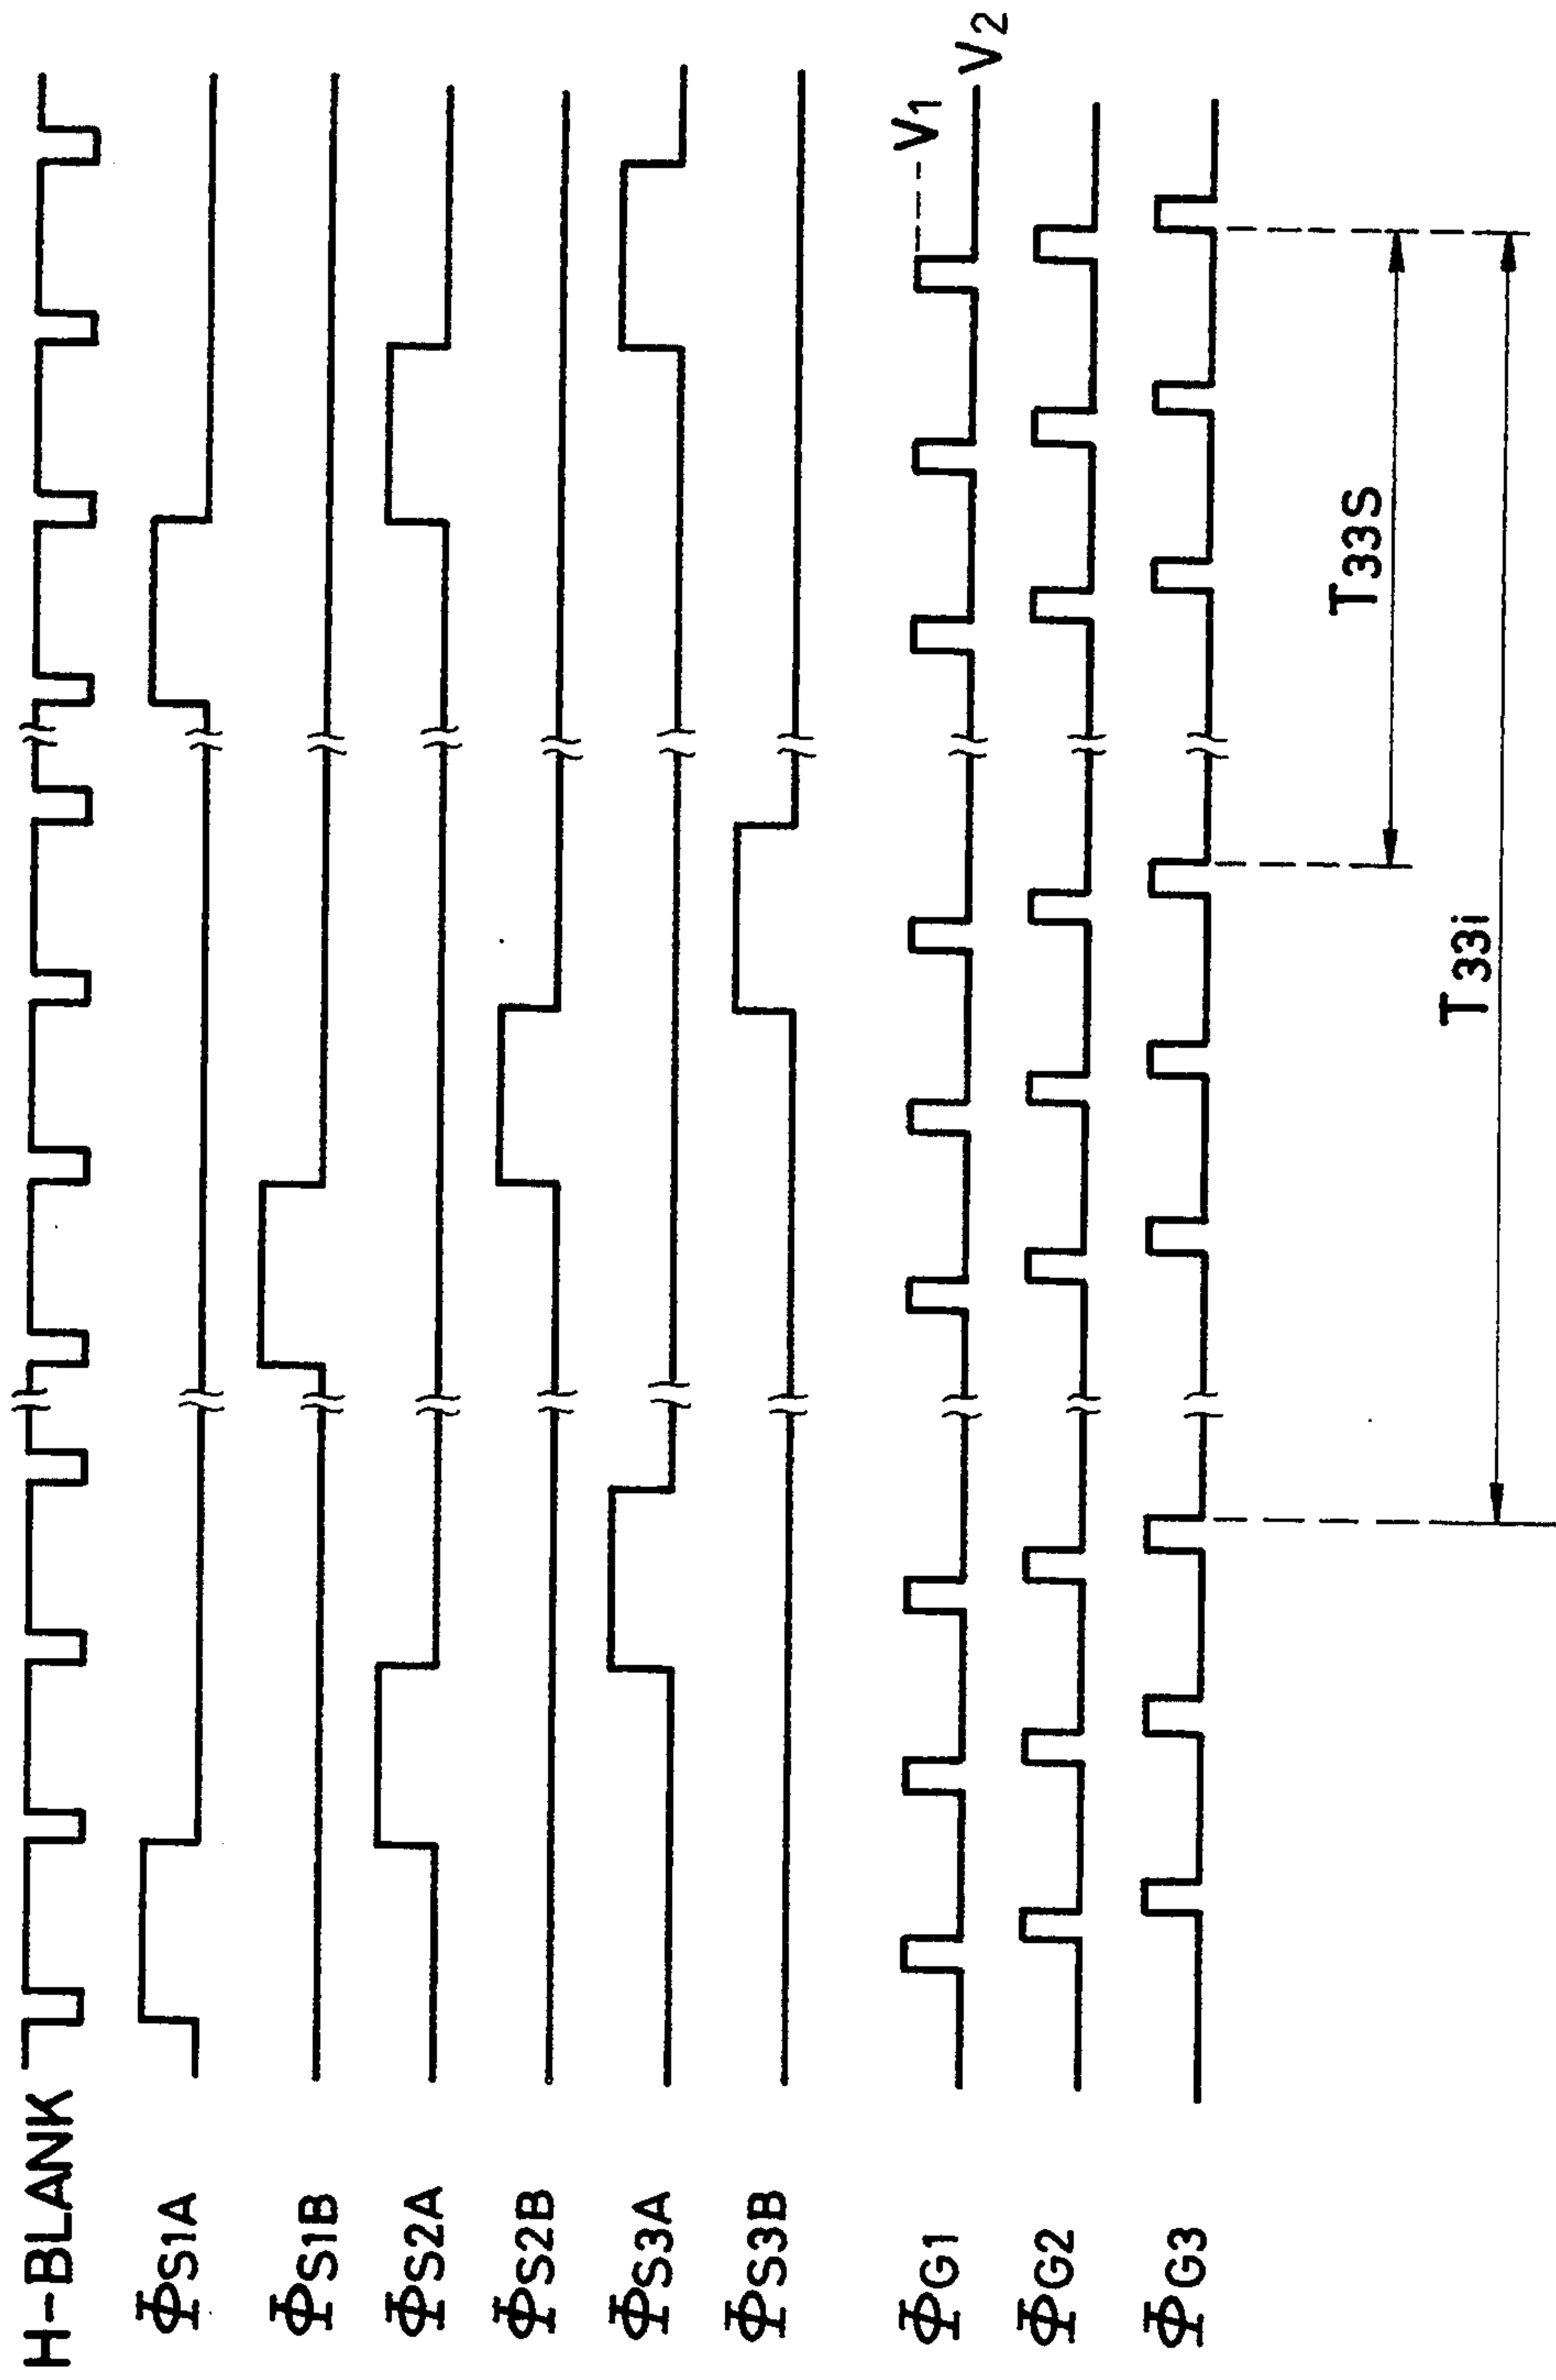 H-BLANK
ΦS1A
ΦS1B
ΦS2A
ΦS2B
ΦS3A
ΦS3B
V1
ΦG1
V2
ΦG2
ΦG3
T33S
T33i